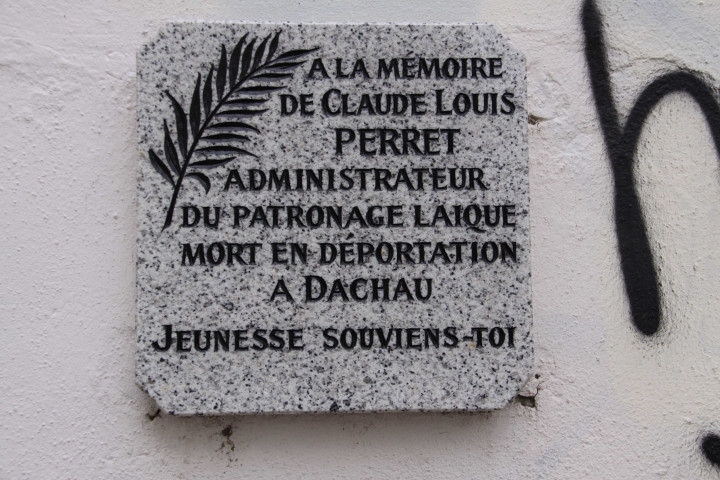 A LA MÉMOIRE
DE CLAUDE LOUIS
PERRET
ADMINISTRATEUR
DU PATRONAGE LAIQUE
MORT EN DÉPORTATION
A DACHAU
JEUNESSE SOUVIENS-TOI